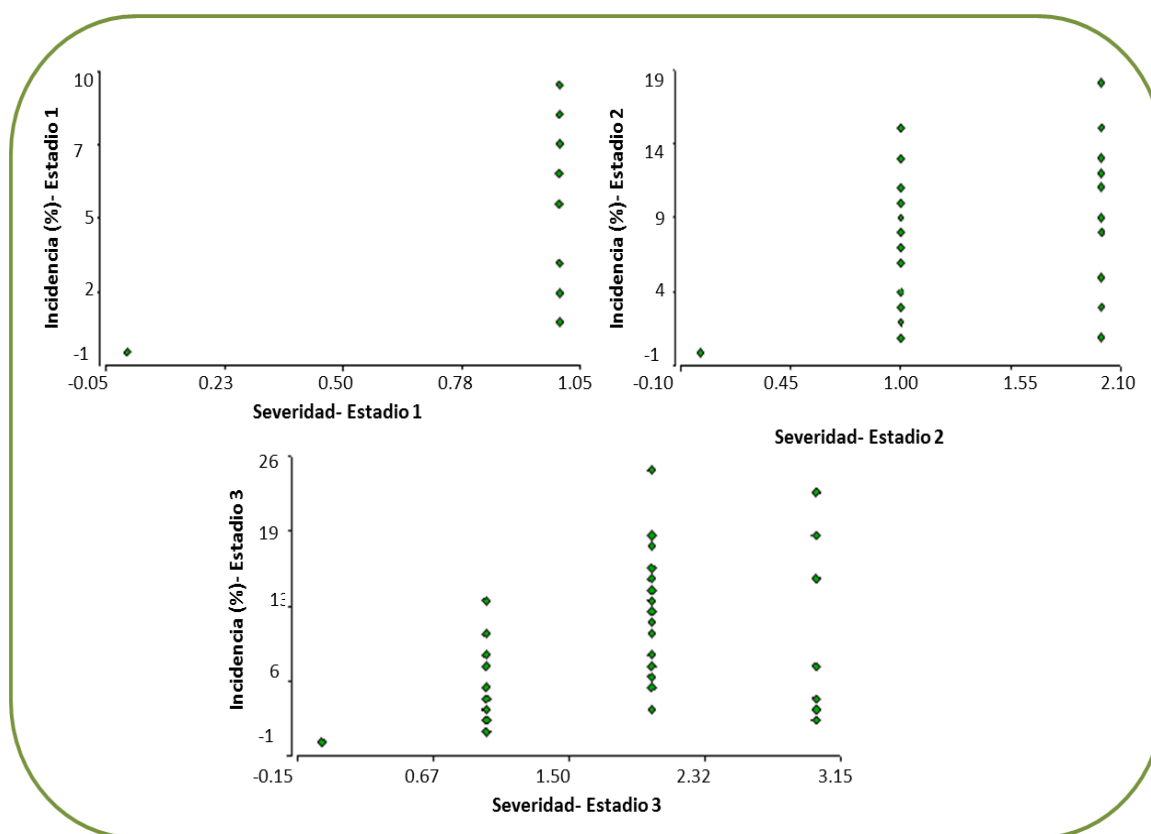 Incidencia (%)- Estadio 1
10
7
5
2
-1
-0.05 0.23 0.50 0.78 1.05
Severidad- Estadio 1
Incidencia (%)- Estadio 2
19
14
9
4
-1
-0.10 0.45 1.00 1.55 2.10
Severidad- Estadio 2
Incidencia (%)- Estadio 3
26
19
13
6
-1
-0.15 0.67 1.50 2.32 3.15
Severidad- Estadio 3